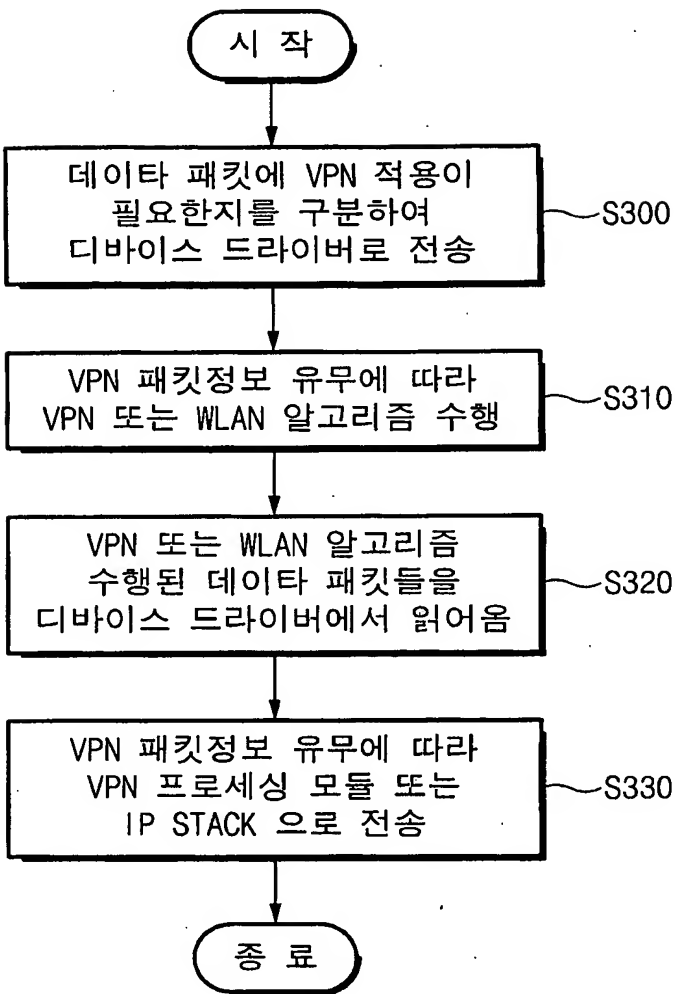 시 작
데이타 패킷에 VPN 적용이
필요한지를 구분하여
디바이스 드라이버로 전송
S300
VPN 패킷정보 유무에 따라
VPN 또는 WLAN 알고리즘 수행
S310
VPN 또는 WLAN 알고리즘
수행된 데이타 패킷들을
디바이스 드라이버에서 읽어옴
S320
VPN 패킷정보 유무에 따라
VPN 프로세싱 모듈 또는
IP STACK 으로 전송
S330
종 료